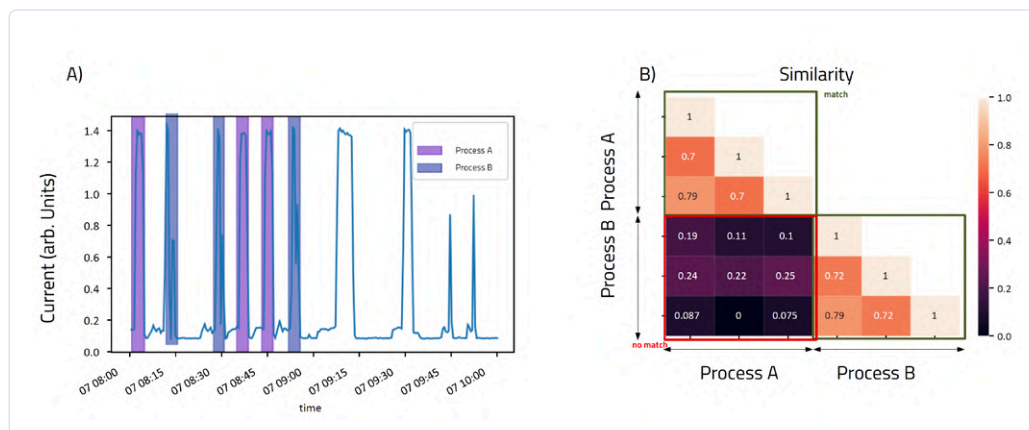 A)
Current (arb. Units)
1.4
1.2
1.0
0.8
0.6
0.4
0.2
0.0
Process A
Process B
07 08:00
07 08:15
07 08:30
07 08:45
07 09:00
07 09:15
07 09:30
07 09:45
07 10:00
time
B)
Similarity
match
Process A
Process B
1
0.7 1
0.79 0.7 1
0.19 0.11 0.1 1
0.24 0.22 0.25 0.72 1
0.087 0 0.075 0.79 0.72 1
no match
Process A Process B
1.0
0.8
0.6
0.4
0.2
0.0